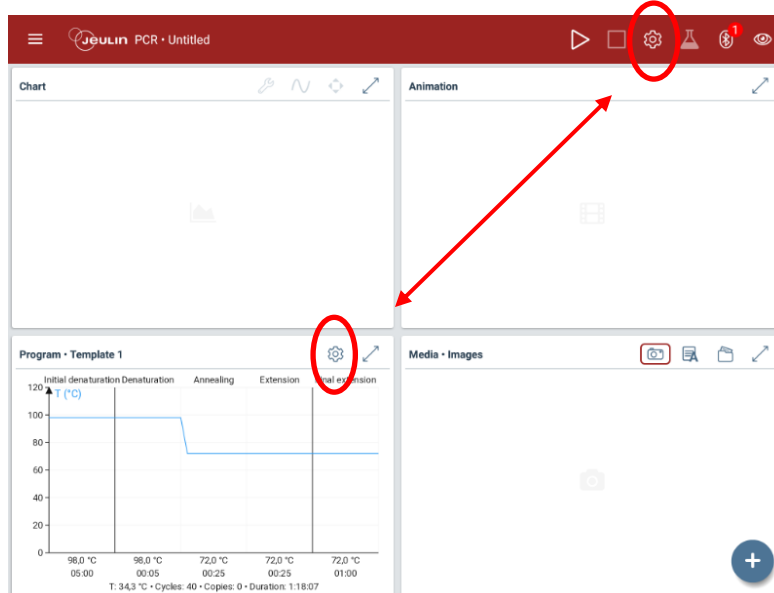 Jeulin PCR • Untitled
1
Chart
Animation
Program • Template 1
Initial denaturation Denaturation Annealing Extension extension
T (°C)
120
100
80
60
40
20
0
98,0 °C 98,0 °C 72,0 °C 72,0 °C 72,0 °C
05:00 00:05 00:25 00:25 01:00
T: 34,3 °C • Cycles: 40 • Copies: 0 • Duration: 1:18:07
Media • Images
A
+